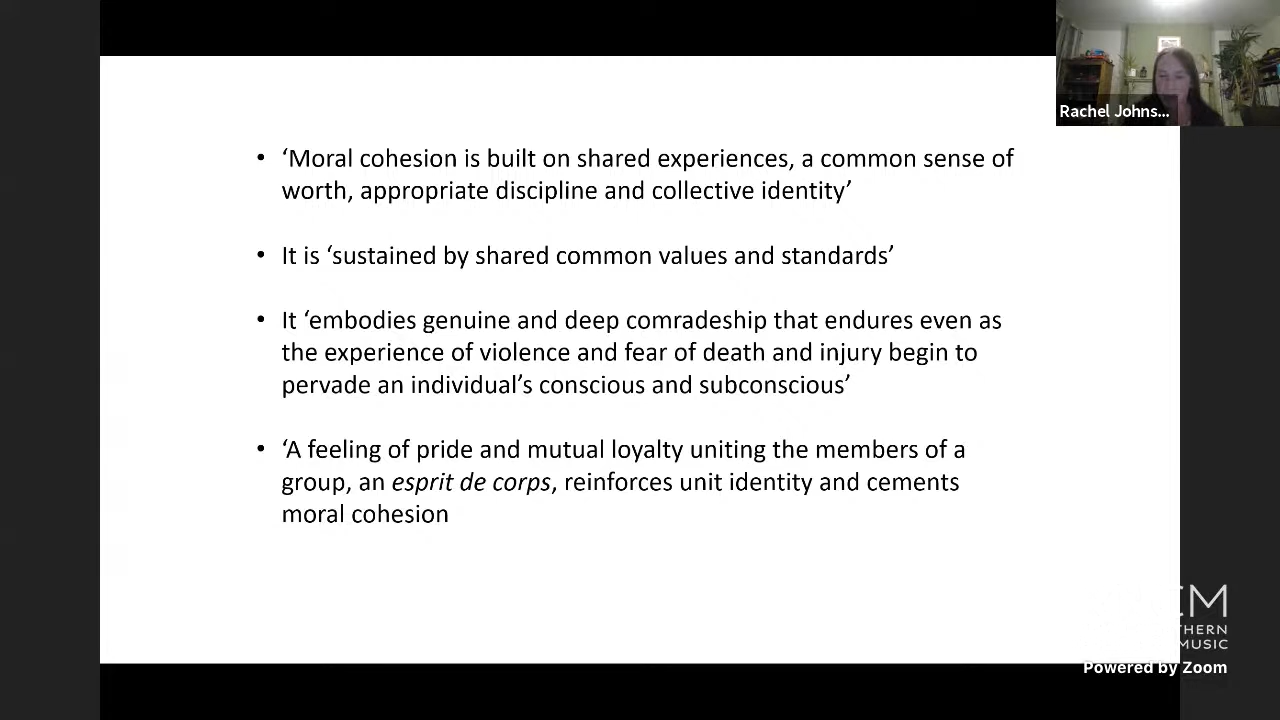 Rachel Johns...
• ‘Moral cohesion is built on shared experiences, a common sense of
worth, appropriate discipline and collective identity’
• It is ‘sustained by shared common values and standards’
• It ‘embodies genuine and deep comradeship that endures even as
the experience of violence and fear of death and injury begin to
pervade an individual’s conscious and subconscious’
• ‘A feeling of pride and mutual loyalty uniting the members of a
group, an esprit de corps, reinforces unit identity and cements
moral cohesion
MUSIC
Powered by Zoom